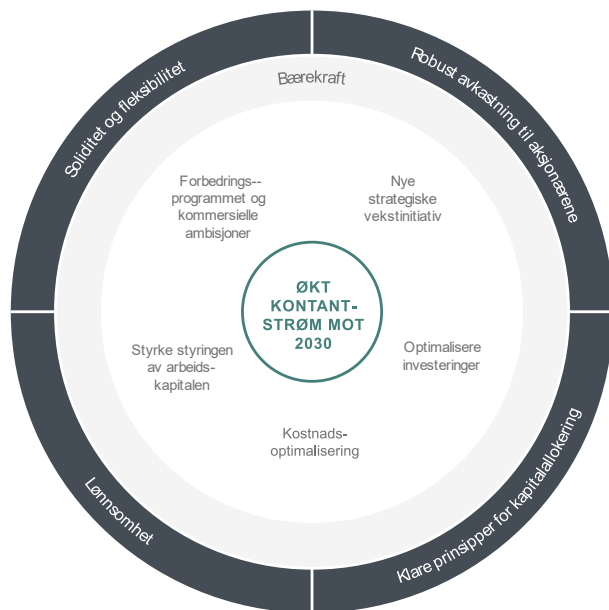 Soliditet og fleksibilitet
Robust avkastning til aksjonærene
Bærekraft
Forbedrings--
programmet og
kommersielle
ambisjoner
Nye
strategiske
vekstinitiativ
ØKT
KONTANT-
STRØM MOT
2030
Styrke styringen
av arbeids-
kapitalen
Optimalisere
investeringer
Kostnads-
optimalisering
Lønnsomhet
Klare prinsipper for kapitalallokering